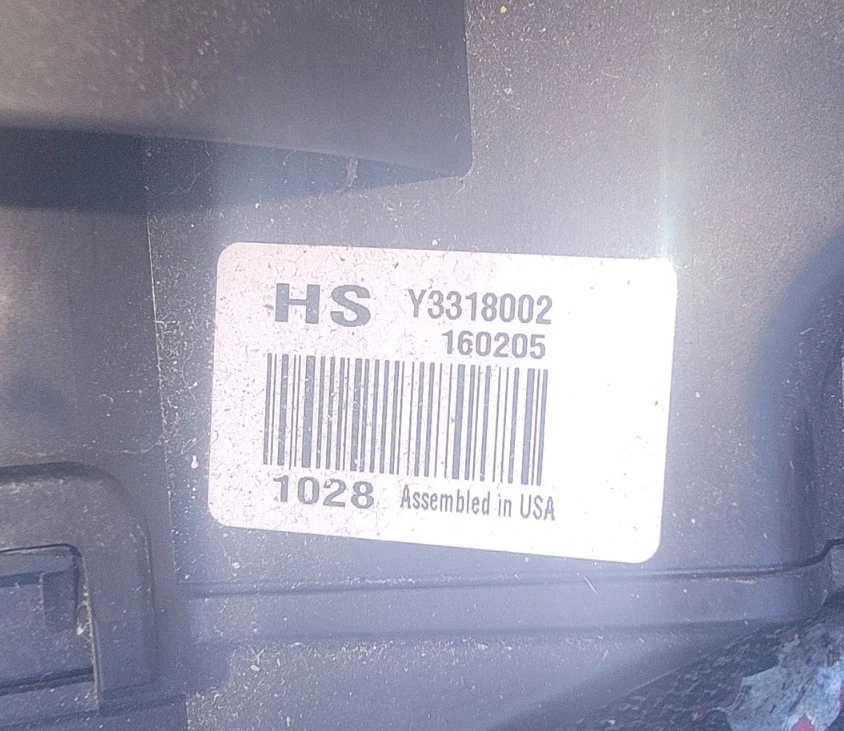 HS Y3318002
160205
1028 Assembled in USA